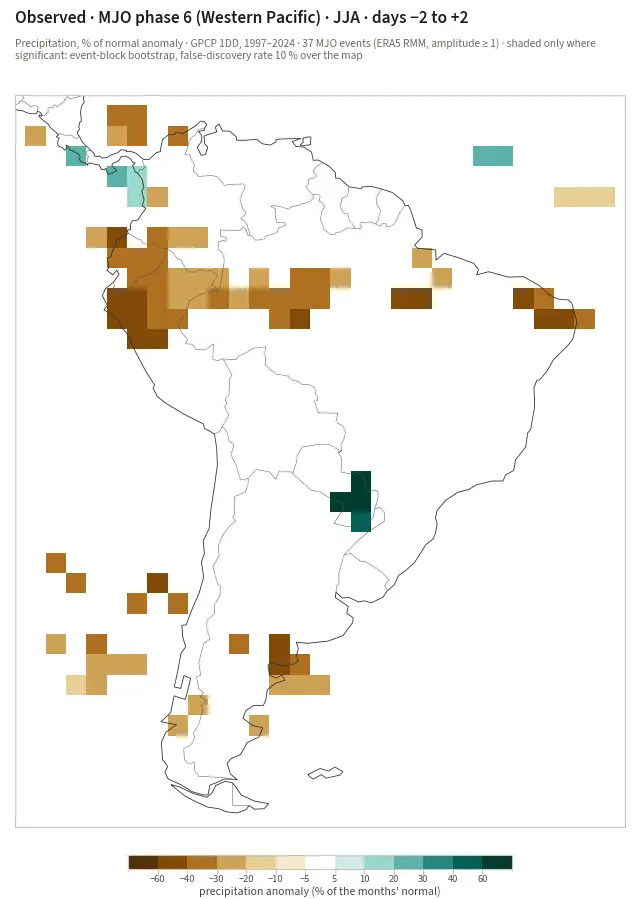 Observed · MJO phase 6 (Western Pacific) · JJA · days −2 to +2
Precipitation, % of normal anomaly · GPCP 1DD, 1997–2024 · 37 MJO events (ERA5 RMM, amplitude ≥ 1) · shaded only where
significant: event-block bootstrap, false-discovery rate 10 % over the map
−60 −40 −30 −20 −10 −5 5 10 20 30 40 60
precipitation anomaly (% of the months' normal)